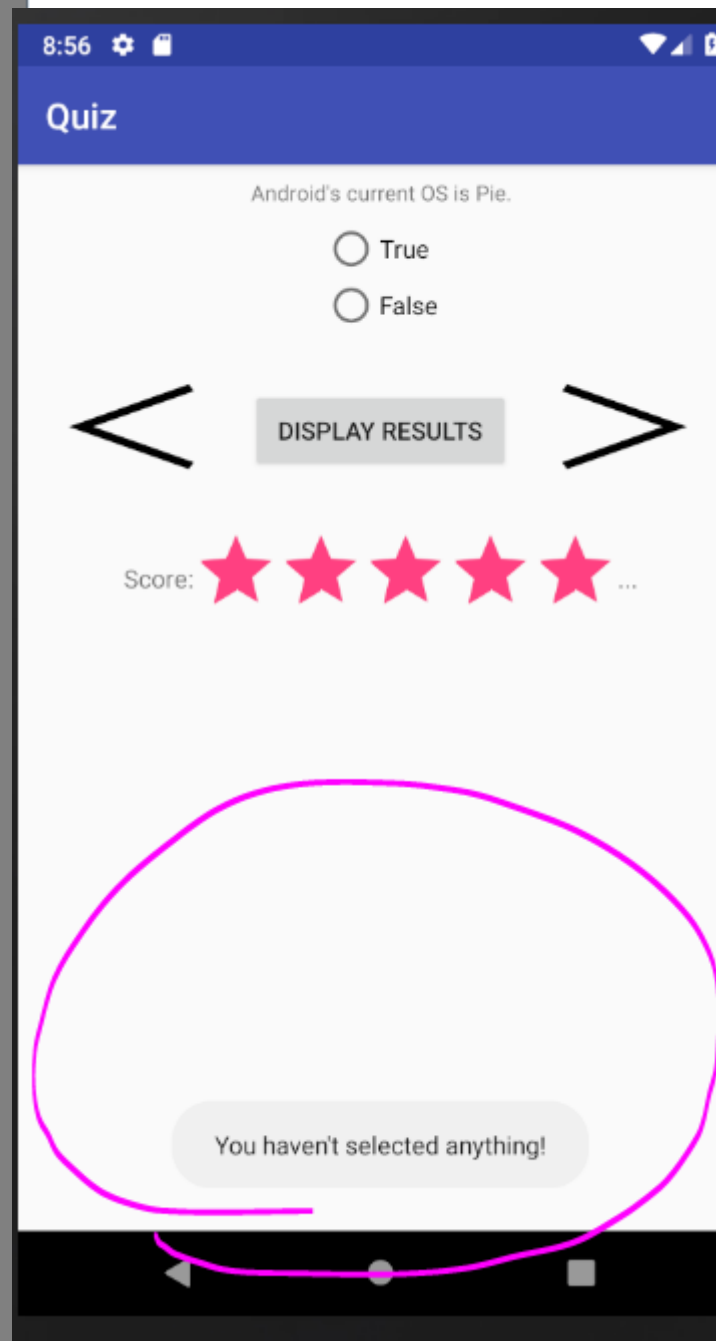 8:56
Quiz
Android's current OS is Pie.
True
False
DISPLAY RESULTS
Score: ...
You haven't selected anything!